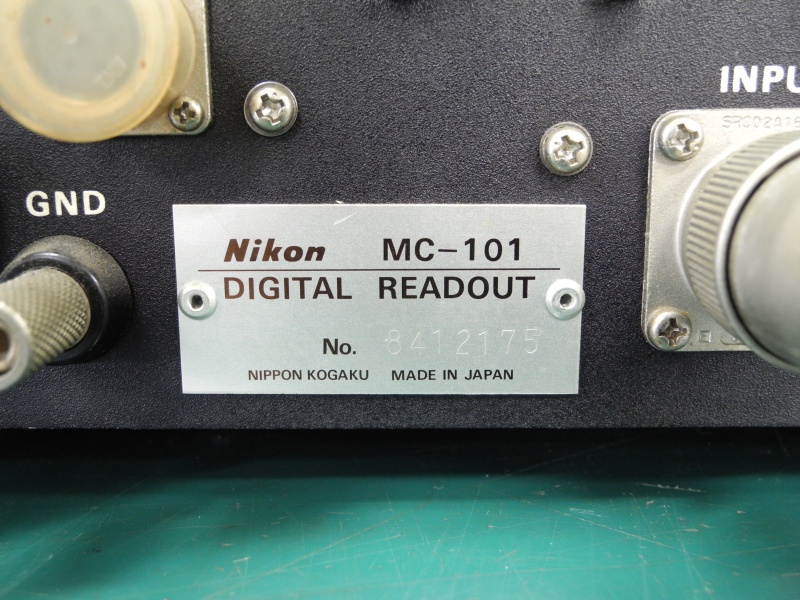 INPU
GND
Nikon MC-101
DIGITAL READOUT
No. 8412175
NIPPON KOGAKU MADE IN JAPAN